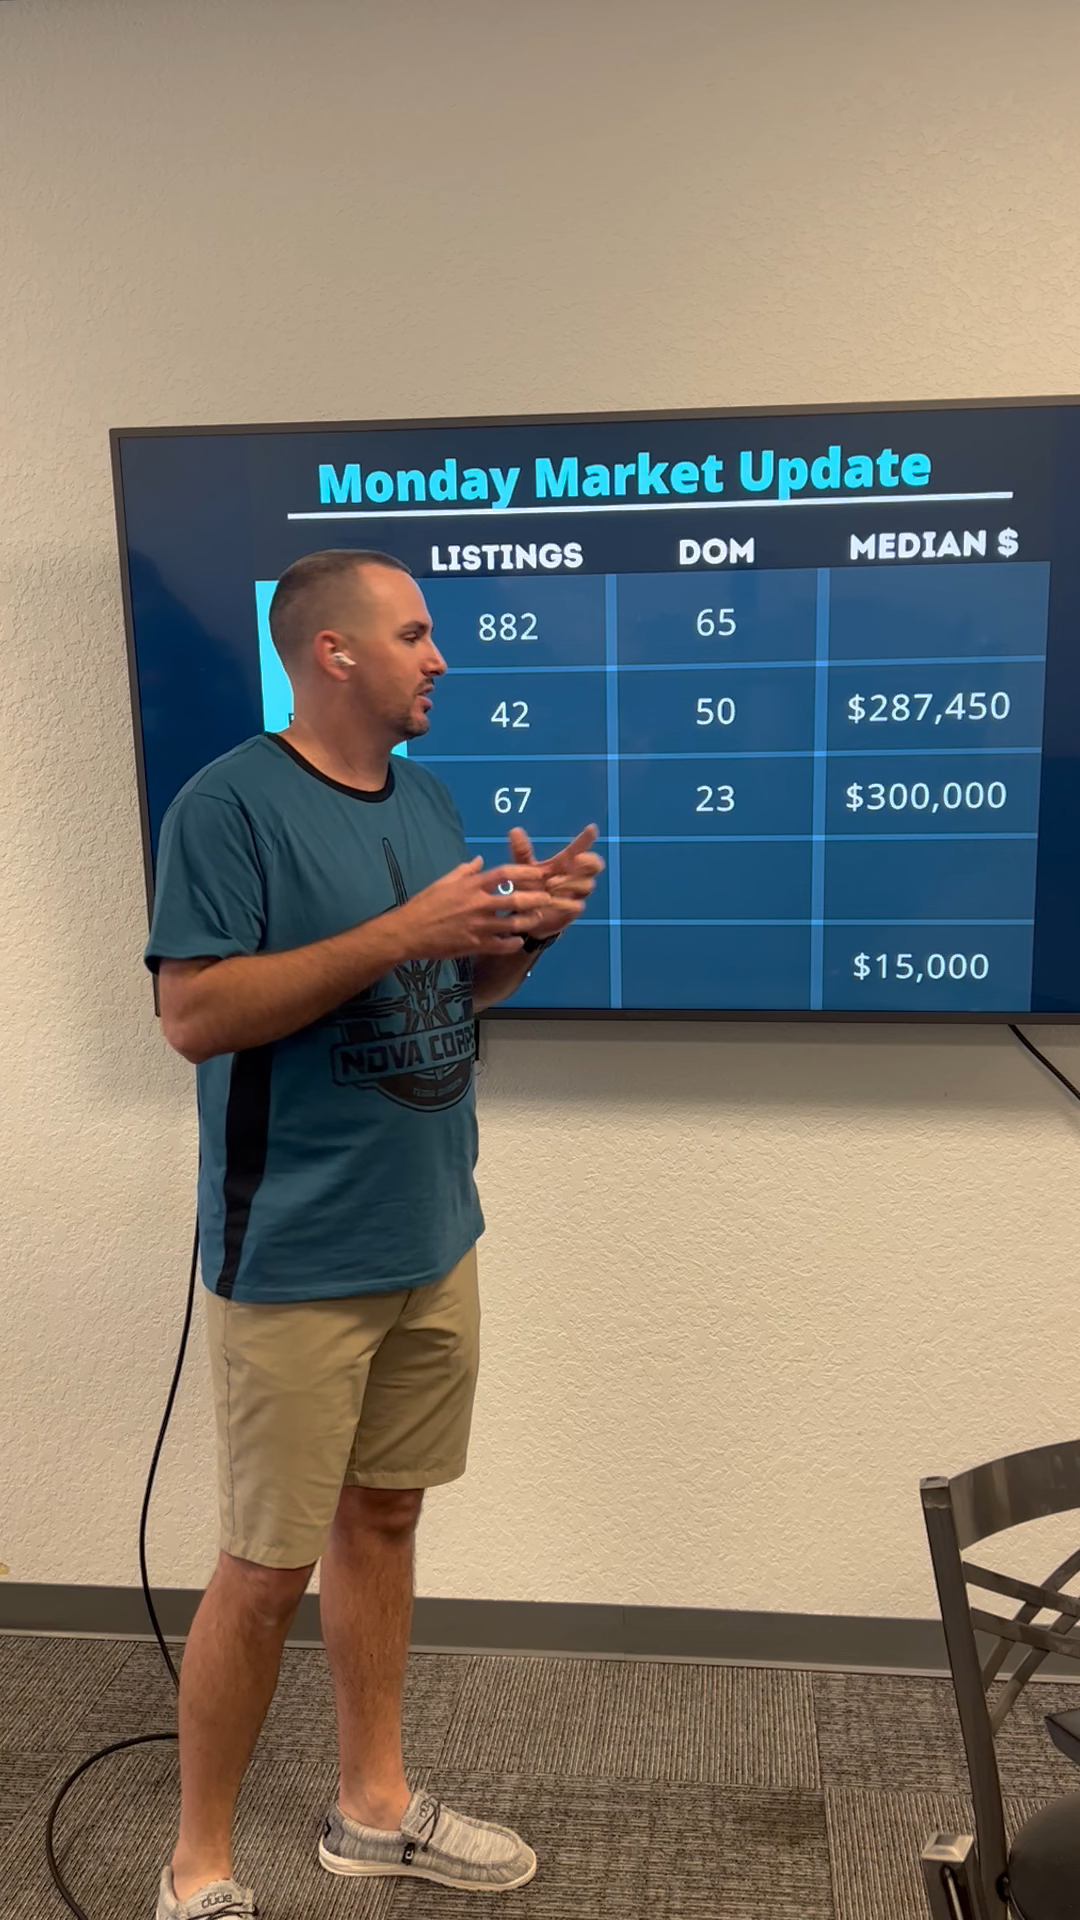 Monday Market Update
LISTINGS DOM MEDIAN $
882 65
42 50 $287,450
67 23 $300,000
$15,000
NOVA CORPS
dude